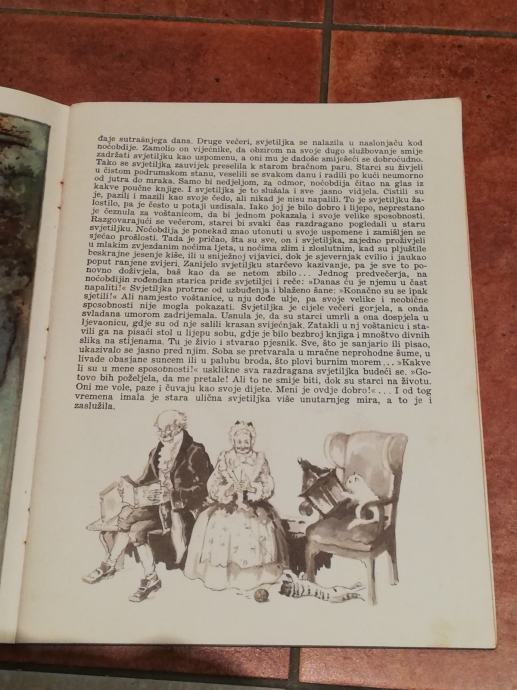 đaje sutrašnjega dana. Druge večeri, svjetiljka se nalazila u naslonjaču kod
noćobdije. Zamolio on vijećnike, da obzirom na svoje dugo službovanje smije
zadržati svjetiljku kao uspomenu, a oni mu je dadoše smiješeći se dobroćudno.
Tako se svjetiljka zauvijek preselila k starom bračnom paru. Starci su živjeli
u čistom podrumskom stanu, veselili se svakom danu i radili po kući neumorno
od jutra do mraka. Samo bi nedjeljom, za odmor, noćobdija čitao na glas iz
kakve poučne knjige. I svjetiljka je to slušala i sve jasno vidjela. Čistili su
je, pazili i mazili kao svoje čedo, ali nikad je nisu napalili. To je svjetiljku ža-
lostilo, pa je često u potaji uzdisala. Iako joj je bilo dobro i lijepo, neprestano
je čeznula za voštanicom, da bi jednom pokazala i svoje velike sposobnosti.
Razgovarajući se večerom, starci bi svaki čas razdragano pogledali u staru
svjetiljku. Noćobdija je ponekad znao utonuti u svoje uspomene i zamišljen se
sjećao prošlosti. Tada je pričao, šta su sve, on i svjetiljka, zajedno proživjeli
u mlakim zvjezdanim noćima ljeta, u noćima zlim i zloslutnim, kad su pljuštile
beskrajne jesenje kiše, ili u snježnoj vijavici, dok je sjevernjak cvilio i jaukao
poput ranjene zvijeri. Zanijelo svjetiljku starčevo kazivanje, pa je sve to po-
novno doživjela, baš kao da se netom zbilo... Jednog predvečerja, na
noćobdijin rođendan starica priđe svjetiljci i reče: »Danas ću je njemu u čast
napaliti!« Svjetiljka protrne od uzbuđenja i blaženo šane: »Konačno su se ipak
sjetili!« Ali namjesto voštanice, u nju dođe ulje, pa svoje velike i neobične
sposobnosti nije mogla pokazati. Svjetiljka je cijele večeri gorjela, a onda
svladana umorom zadrijemala. Usnula je, da su starci umrli a ona dospjela u
ljevaonicu, gdje su od nje salili krasan svijećnjak. Zatakli u nj voštanicu i sta-
vili ga na pisaći stol u lijepu sobu, gdje je bilo bezbroj knjiga i mnoštvo divnih
slika na stijenama. Tu je živio i stvarao pjesnik. Sve, što je sanjario ili pisao,
ukazivalo se jasno pred njim. Soba se pretvarala u mračne neprohodne šume, u
livade obasjane suncem ili u palubu broda, što plovi burnim morem... »Kakve
li su u mene sposobnosti!« usklikne sva razdragana svjetiljka budeći se. »Go-
tovo bih poželjela, da me pretale! Ali to ne smije biti, dok su starci na životu.
Oni me vole, paze i čuvaju kao svoje dijete. Meni je ovdje dobro!«... I od tog
vremena imala je stara ulična svjetiljka više unutarnjeg mira, a to je i
zaslužila.